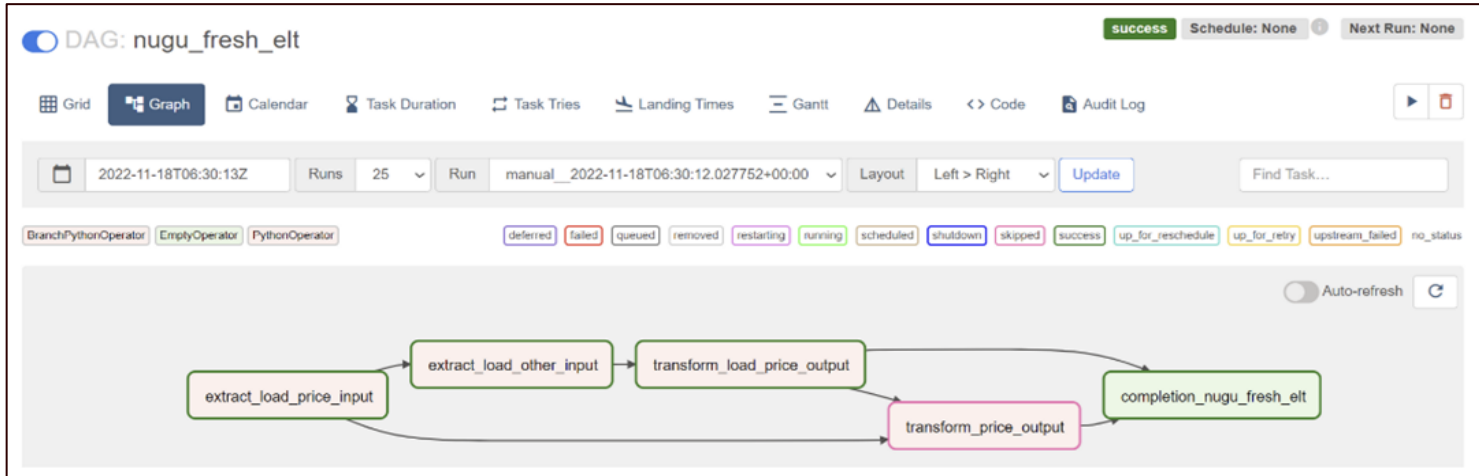 DAG: nugu_fresh_elt
success Schedule: None Next Run: None
Grid Graph Calendar Task Duration Task Tries Landing Times Gantt Details <> Code Audit Log
2022-11-18T06:30:13Z Runs 25 Run manual__2022-11-18T06:30:12.027752+00:00 Layout Left > Right Update Find Task...
BranchPythonOperator EmptyOperator PythonOperator deferred failed queued removed restarting running scheduled shutdown skipped success up_for_reschedule up_for_retry upstream_failed no_status
Auto-refresh
extract_load_other_input transform_load_price_output
extract_load_price_input completion_nugu_fresh_elt
transform_price_output